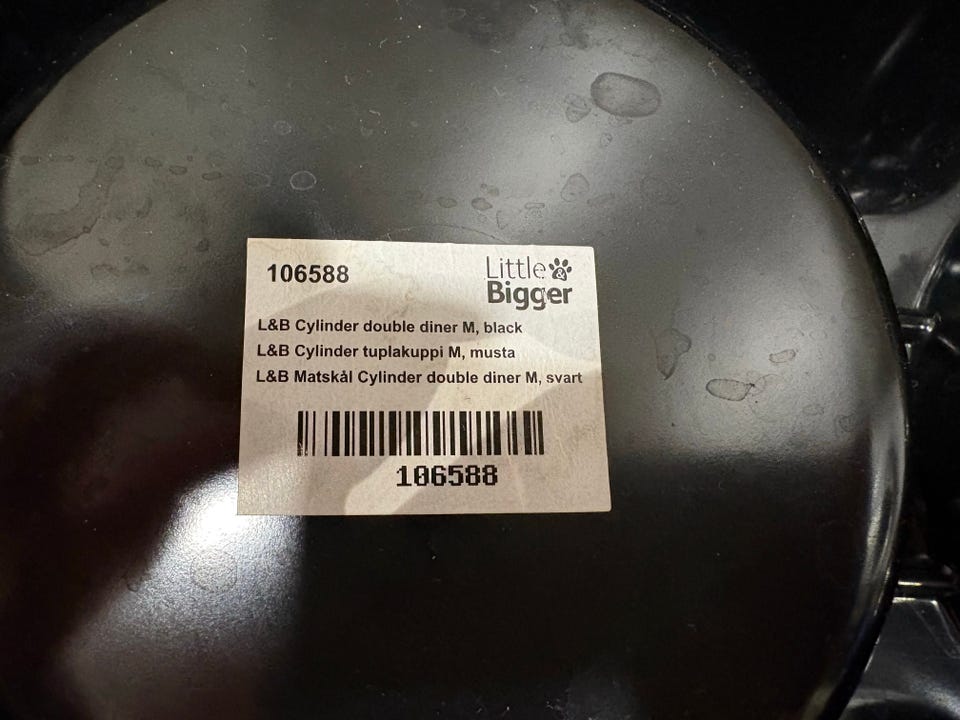 106588
Little &
Bigger
L&B Cylinder double diner M, black
L&B Cylinder tuplakuppi M, musta
L&B Matskål Cylinder double diner M, svart
106588